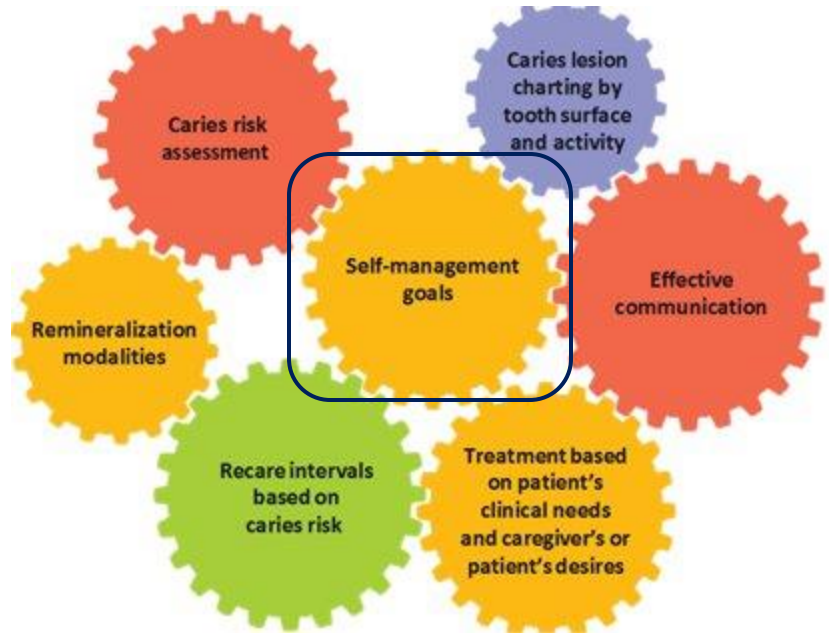 Caries risk
assessment
Caries lesion
charting by
tooth surface
and activity
Self-management
goals
Effective
communication
Remineralization
modalities
Recare intervals
based on
caries risk
Treatment based
on patient's
clinical needs
and caregiver's or
patient's desires